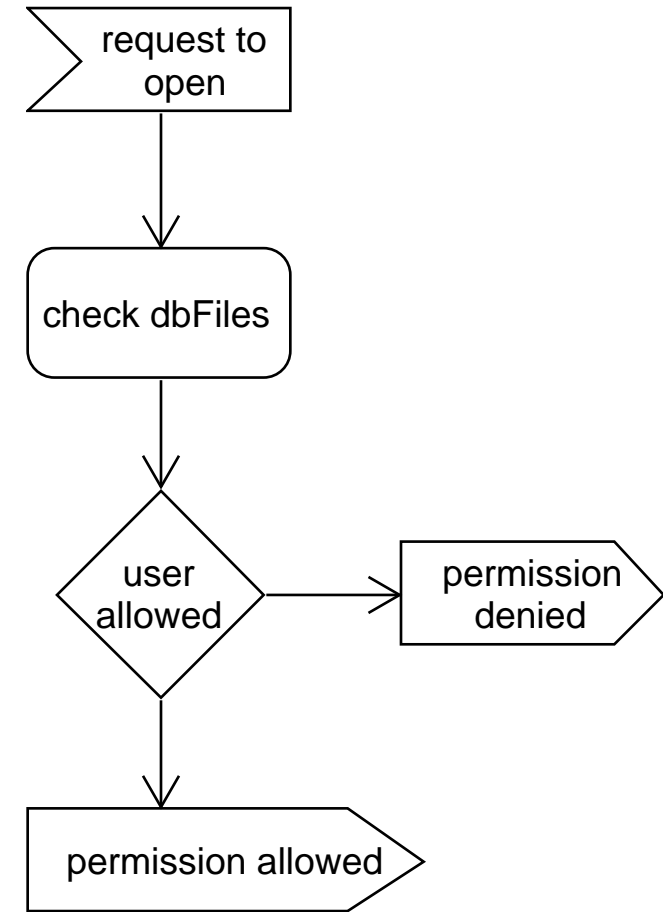 request to
open
check dbFiles
user
allowed
permission
denied
permission allowed